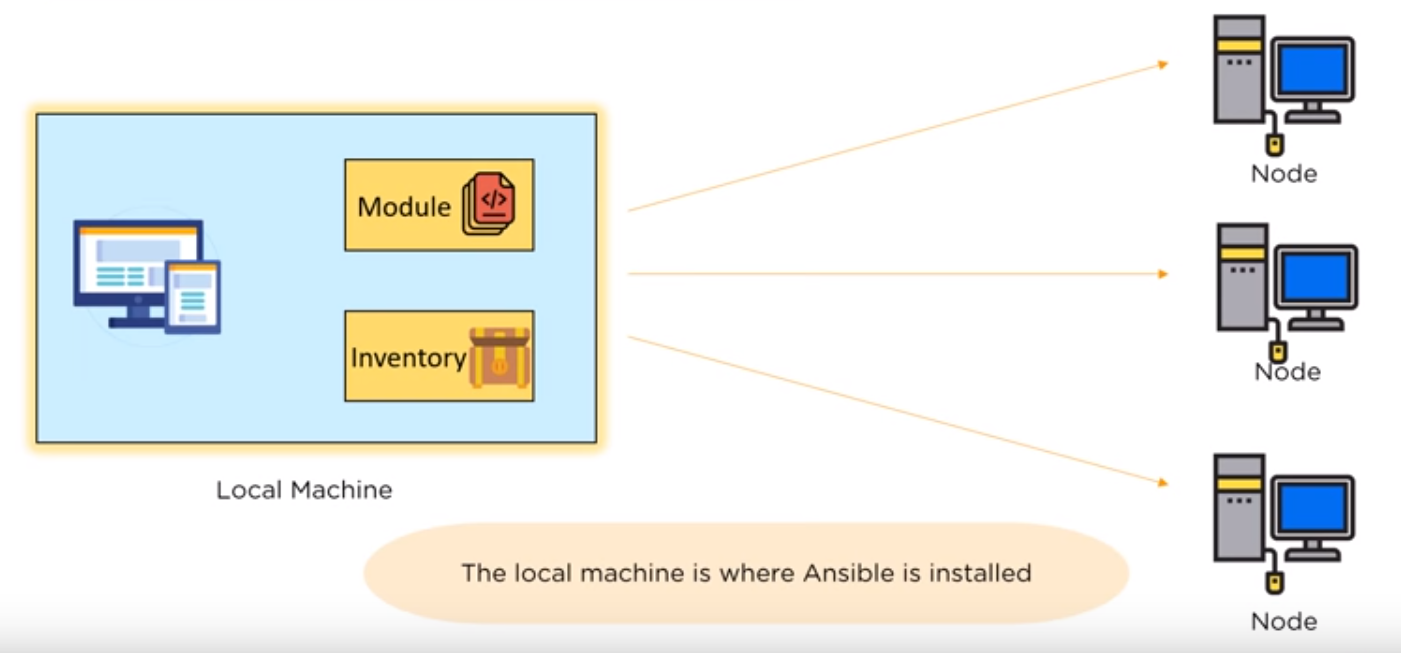 Module
Inventory
Local Machine
Node
Node
Node
The local machine is where Ansible is installed